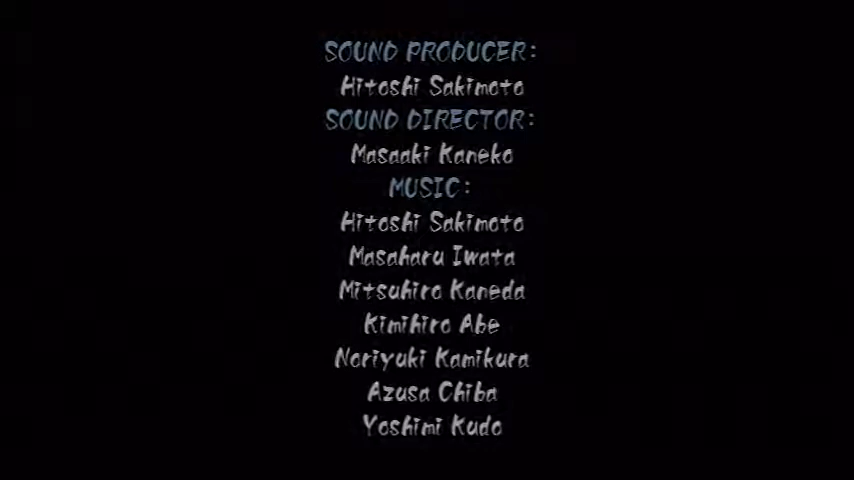 SOUND PRODUCER:
Hitoshi Sakimoto
SOUND DIRECTOR:
Masaaki Kaneko
MUSIC:
Hitoshi Sakimoto
Masaharu Iwata
Mitsuhiro Kaneda
Kimihiro Abe
Noriyuki Kamikura
Azusa Chiba
Yoshimi Kudo